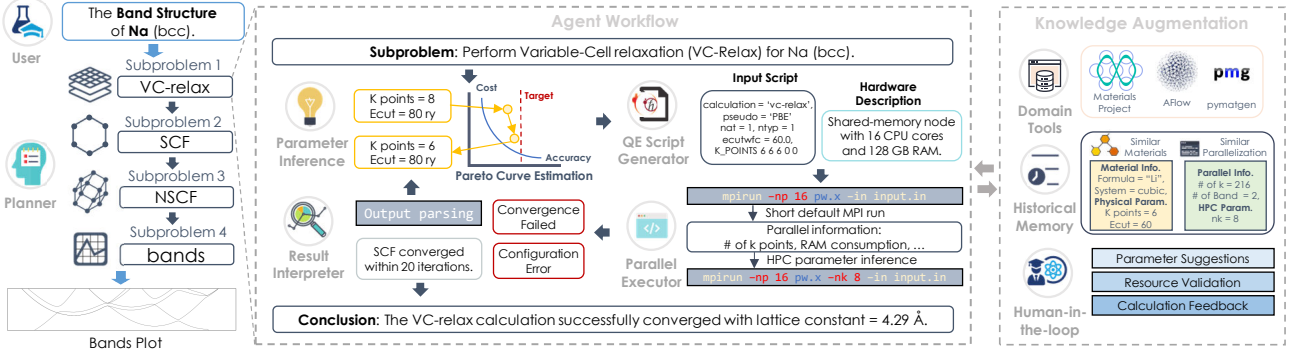 The Band Structure
of Na (bcc).
User
Subproblem 1
VC-relax
Subproblem 2
SCF
Planner
Subproblem 3
NSCF
Subproblem 4
bands
Bands Plot
Agent Workflow
Subproblem: Perform Variable-Cell relaxation (VC-Relax) for Na (bcc).
Parameter
Inference
K points = 8
Ecut = 80 ry
K points = 6
Ecut = 80ry
Cost
Target
Accuracy
Pareto Curve Estimation
QE Script
Generator
Input Script
calculation = 'vc-relax',
pseudo = 'PBE'
nat = 1, ntyp = 1
ecutwfc = 60.0,
K_POINTS 6 6 6 0 0
Hardware
Description
Shared-memory node
with 16 CPU cores
and 128 GB RAM.
mpirun -np 16 pw.x -in input.in
Short default MPI run
Parallel information:
# of k points, RAM consumption, …
HPC parameter inference
mpirun -np 16 pw.x -nk 8 -in input.in
Parallel
Executor
Result
Interpreter
Output parsing
SCF converged
within 20 iterations.
Convergence
Failed
Configuration
Error
Conclusion: The VC-relax calculation successfully converged with lattice constant = 4.29 Å.
Knowledge Augmentation
Domain
Tools
Materials
Project
AFlow
pmg
pymatgen
Historical
Memory
Similar
Materials
Material Info.
Formula = "Li",
System = cubic,
Physical Param.
K points = 6
Ecut = 60
Similar
Parallelization
Parallel Info.
# of k = 216
# of Band = 2,
HPC Param.
nk = 8
Human-in-
the-loop
Parameter Suggestions
Resource Validation
Calculation Feedback